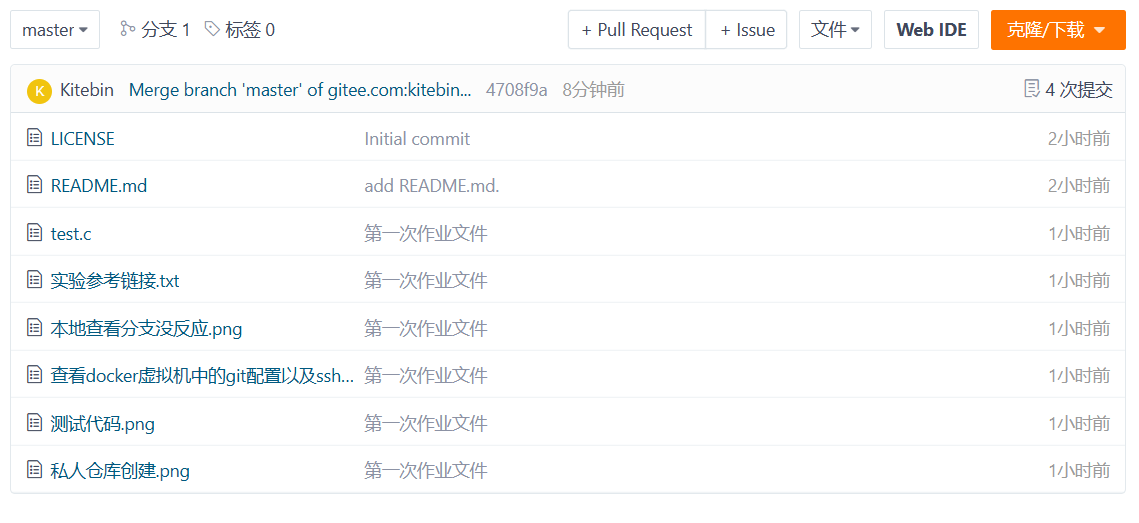 master 分支 1 标签 0 + Pull Request + Issue 文件 Web IDE 克隆/下载
K Kitebin Merge branch 'master' of gitee.com:kitebin... 4708f9a 8分钟前 4 次提交
LICENSE Initial commit 2小时前
README.md add README.md. 2小时前
test.c 第一次作业文件 1小时前
实验参考链接.txt 第一次作业文件 1小时前
本地查看分支没反应.png 第一次作业文件 1小时前
查看docker虚拟机中的git配置以及ssh... 第一次作业文件 1小时前
测试代码.png 第一次作业文件 1小时前
私人仓库创建.png 第一次作业文件 1小时前